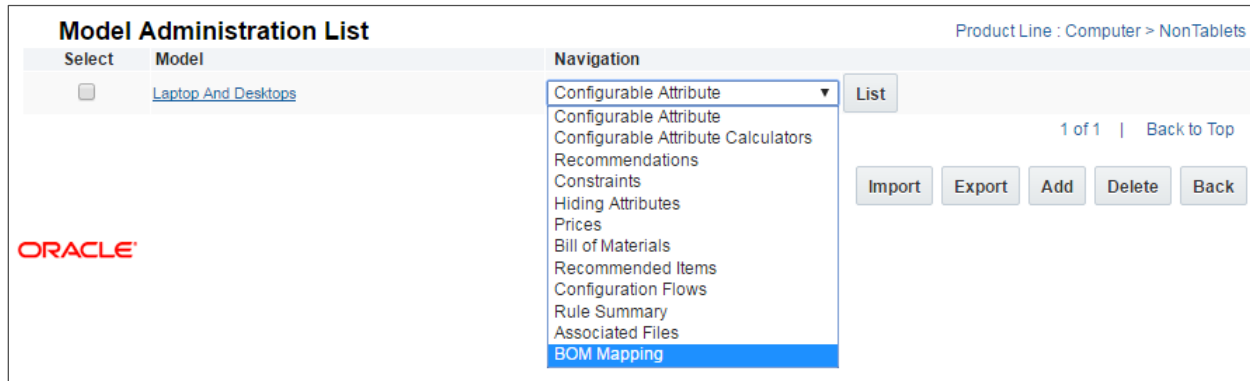 Model Administration List
Product Line : Computer > NonTablets
Select Model Navigation
Laptop And Desktops Configurable Attribute List
Configurable Attribute
Configurable Attribute Calculators
Recommendations
Constraints
Hiding Attributes
Prices
Bill of Materials
Recommended Items
Configuration Flows
Rule Summary
Associated Files
BOM Mapping
1 of 1 | Back to Top
Import Export Add Delete Back
ORACLE